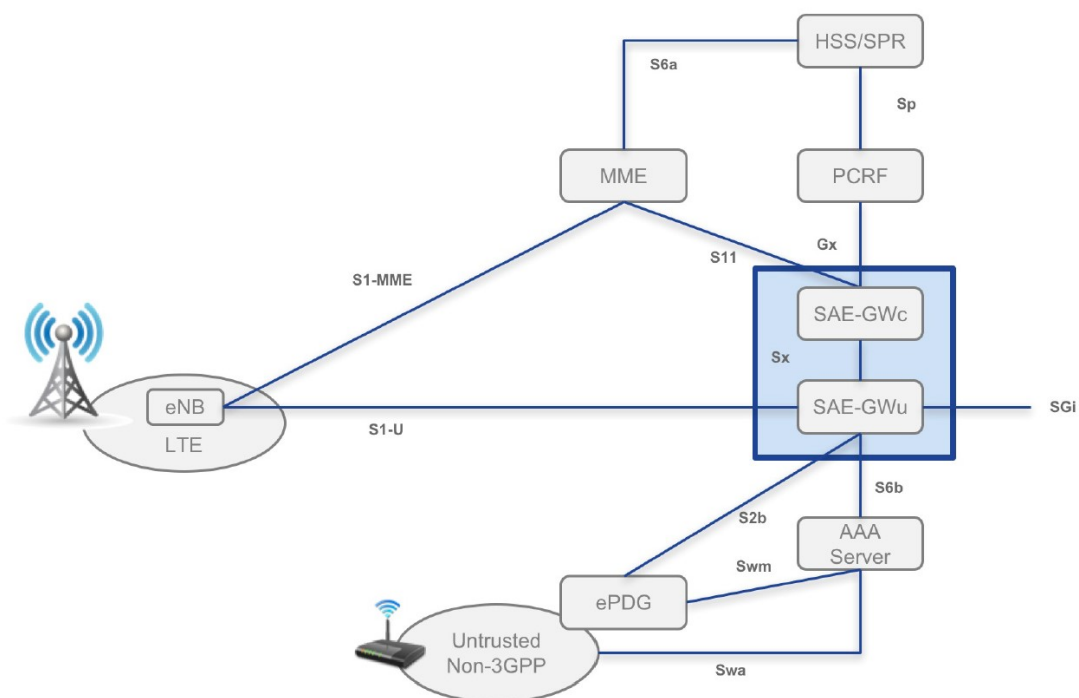 HSS/SPR
S6a
Sp
MME
PCRF
Gx
S11
S1-MME
SAE-GWc
Sx
eNB
SAE-GWu
SGi
S1-U
LTE
S6b
S2b
AAA
Server
Swm
ePDG
Untrusted
Non-3GPP
Swa